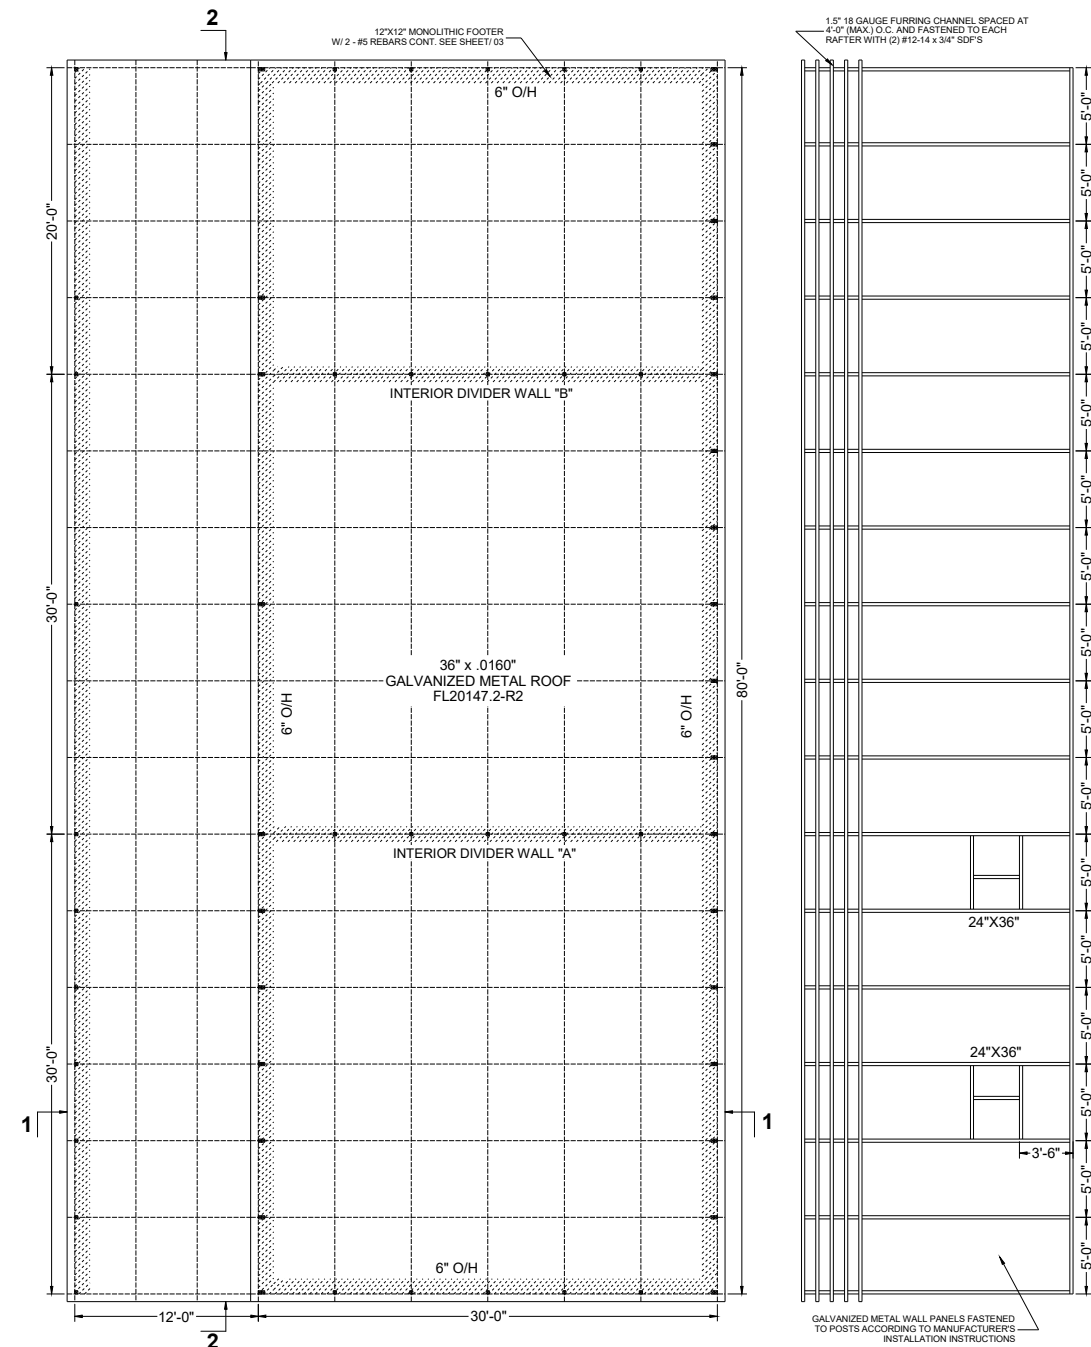 2
12"X12" MONOLITHIC FOOTER
W/ 2 - #5 REBARS CONT. SEE SHEET/ 03
6" O/H
20'-0"
INTERIOR DIVIDER WALL "B"
30'-0"
36" x .0160"
GALVANIZED METAL ROOF
FL20147.2-R2
6" O/H
6" O/H
80'-0"
INTERIOR DIVIDER WALL "A"
30'-0"
1
1
6" O/H
12'-0"
30'-0"
2
1.5" 18 GAUGE FURRING CHANNEL SPACED AT
4'-0" (MAX.) O.C. AND FASTENED TO EACH
RAFTER WITH (2) #12-14 x 3/4" SDF'S
5'-0"
5'-0"
5'-0"
5'-0"
5'-0"
5'-0"
5'-0"
5'-0"
5'-0"
5'-0"
5'-0"
24"X36"
5'-0"
5'-0"
24"X36"
5'-0"
3'-6"
5'-0"
5'-0"
GALVANIZED METAL WALL PANELS FASTENED
TO POSTS ACCORDING TO MANUFACTURER'S
INSTALLATION INSTRUCTIONS